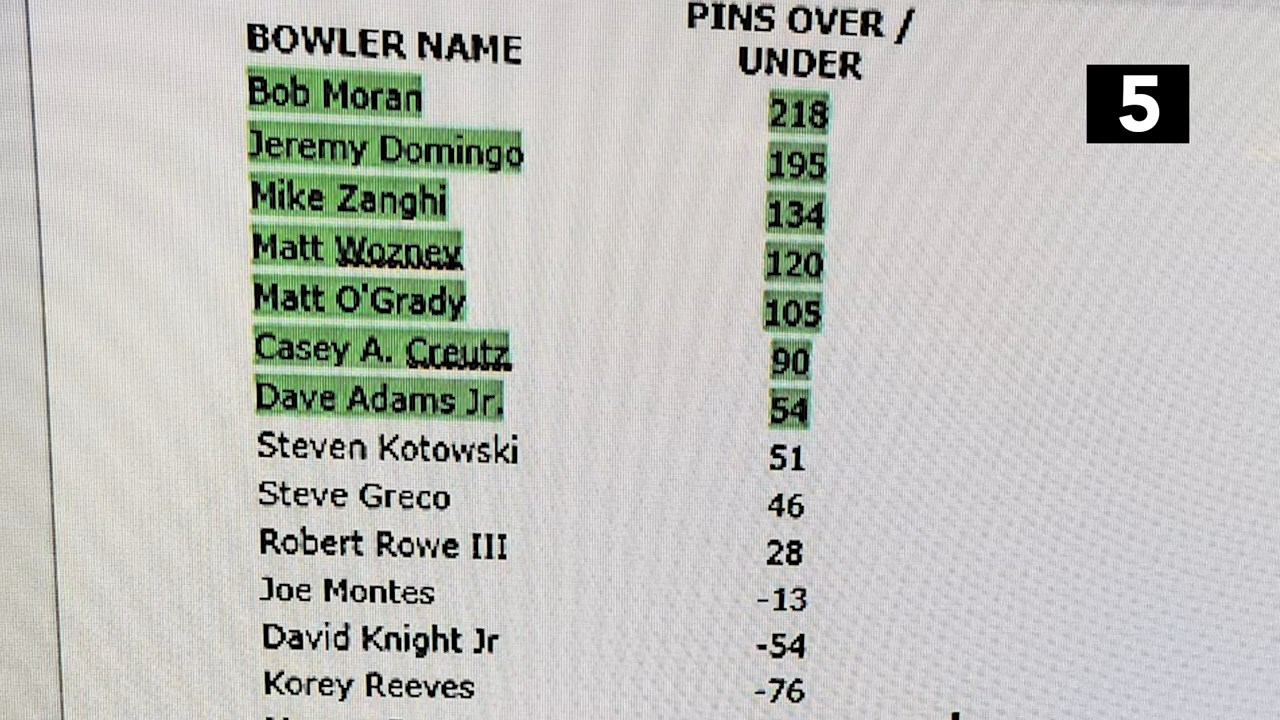 BOWLER NAME PINS OVER / UNDER
Bob Moran 218
Jeremy Domingo 195
Mike Zanghi 134
Matt Wozney 120
Matt O'Grady 105
Casey A. Creutz 90
Dave Adams Jr. 54
Steven Kotowski 51
Steve Greco 46
Robert Rowe III 28
Joe Montes -13
David Knight Jr -54
Korey Reeves -76
5